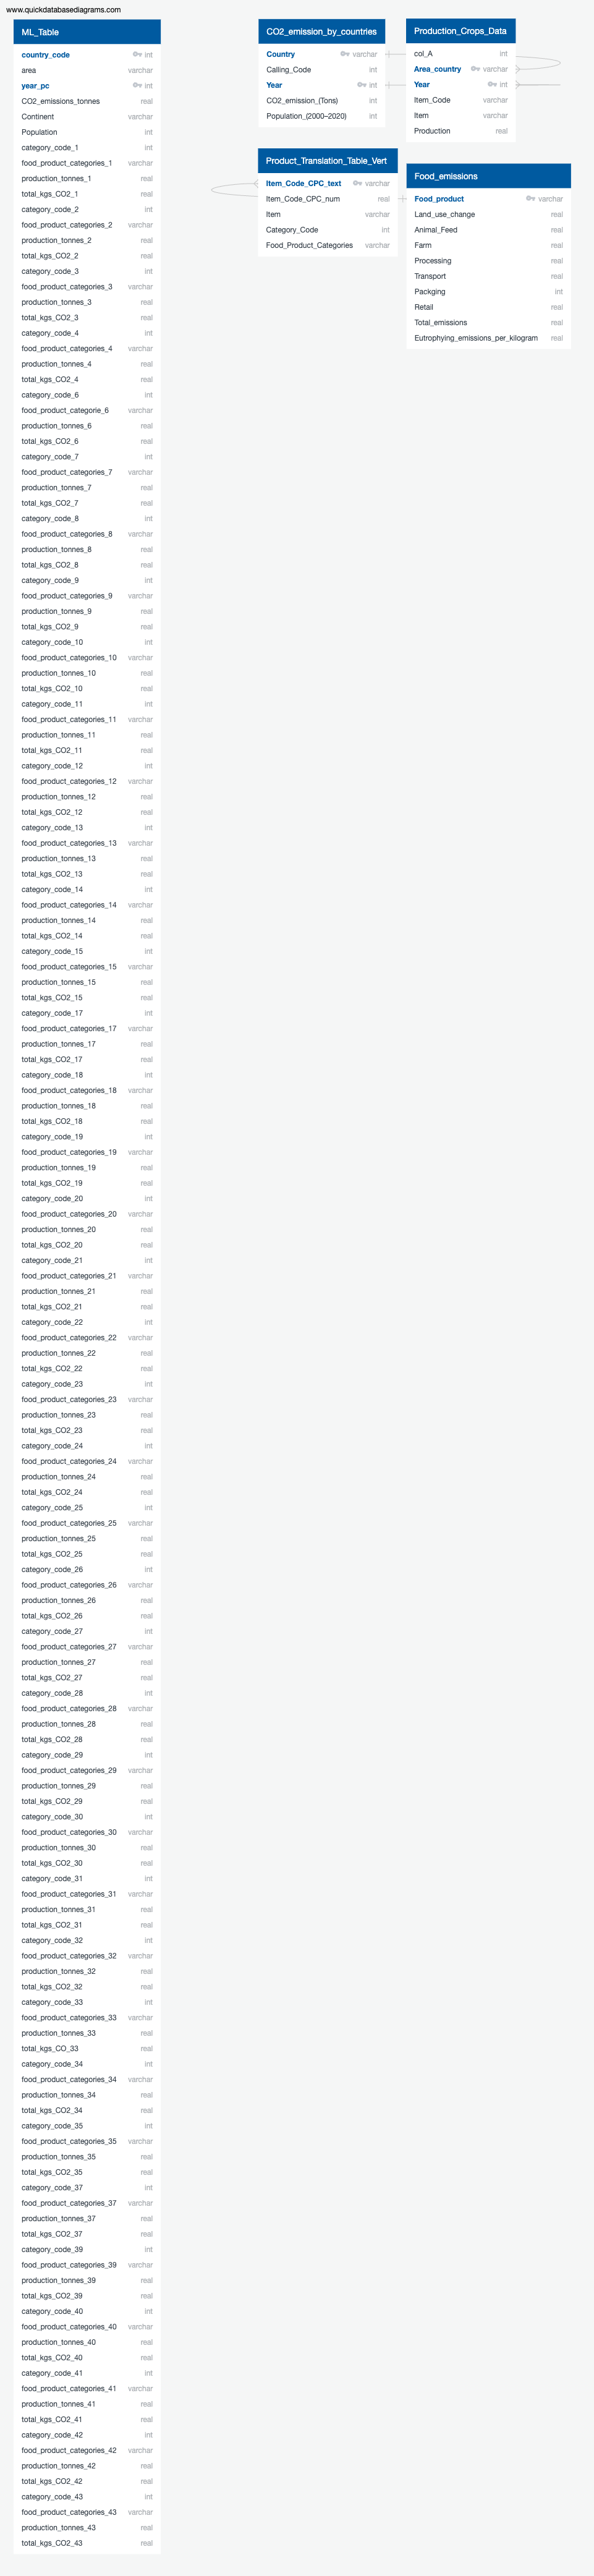 www.quickdatabasediagrams.com
ML_Table
country_code int
area varchar
year_pc int
CO2_emissions_tonnes real
Continent varchar
Population int
category_code_1 int
food_product_categories_1 varchar
production_tonnes_1 real
total_kgs_CO2_1 real
category_code_2 int
food_product_categories_2 varchar
production_tonnes_2 real
total_kgs_CO2_2 real
category_code_3 int
food_product_categories_3 varchar
production_tonnes_3 real
total_kgs_CO2_3 real
category_code_4 int
food_product_categories_4 varchar
production_tonnes_4 real
total_kgs_CO2_4 real
category_code_6 int
food_product_categorie_6 varchar
production_tonnes_6 real
total_kgs_CO2_6 real
category_code_7 int
food_product_categories_7 varchar
production_tonnes_7 real
total_kgs_CO2_7 real
category_code_8 int
food_product_categories_8 varchar
production_tonnes_8 real
total_kgs_CO2_8 real
category_code_9 int
food_product_categories_9 varchar
production_tonnes_9 real
total_kgs_CO2_9 real
category_code_10 int
food_product_categories_10 varchar
production_tonnes_10 real
total_kgs_CO2_10 real
category_code_11 int
food_product_categories_11 varchar
production_tonnes_11 real
total_kgs_CO2_11 real
category_code_12 int
food_product_categories_12 varchar
production_tonnes_12 real
total_kgs_CO2_12 real
category_code_13 int
food_product_categories_13 varchar
production_tonnes_13 real
total_kgs_CO2_13 real
category_code_14 int
food_product_categories_14 varchar
production_tonnes_14 real
total_kgs_CO2_14 real
category_code_15 int
food_product_categories_15 varchar
production_tonnes_15 real
total_kgs_CO2_15 real
category_code_17 int
food_product_categories_17 varchar
production_tonnes_17 real
total_kgs_CO2_17 real
category_code_18 int
food_product_categories_18 varchar
production_tonnes_18 real
total_kgs_CO2_18 real
category_code_19 int
food_product_categories_19 varchar
production_tonnes_19 real
total_kgs_CO2_19 real
category_code_20 int
food_product_categories_20 varchar
production_tonnes_20 real
total_kgs_CO2_20 real
category_code_21 int
food_product_categories_21 varchar
production_tonnes_21 real
total_kgs_CO2_21 real
category_code_22 int
food_product_categories_22 varchar
production_tonnes_22 real
total_kgs_CO2_22 real
category_code_23 int
food_product_categories_23 varchar
production_tonnes_23 real
total_kgs_CO2_23 real
category_code_24 int
food_product_categories_24 varchar
production_tonnes_24 real
total_kgs_CO2_24 real
category_code_25 int
food_product_categories_25 varchar
production_tonnes_25 real
total_kgs_CO2_25 real
category_code_26 int
food_product_categories_26 varchar
production_tonnes_26 real
total_kgs_CO2_26 real
category_code_27 int
food_product_categories_27 varchar
production_tonnes_27 real
total_kgs_CO2_27 real
category_code_28 int
food_product_categories_28 varchar
production_tonnes_28 real
total_kgs_CO2_28 real
category_code_29 int
food_product_categories_29 varchar
production_tonnes_29 real
total_kgs_CO2_29 real
category_code_30 int
food_product_categories_30 varchar
production_tonnes_30 real
total_kgs_CO2_30 real
category_code_31 int
food_product_categories_31 varchar
production_tonnes_31 real
total_kgs_CO2_31 real
category_code_32 int
food_product_categories_32 varchar
production_tonnes_32 real
total_kgs_CO2_32 real
category_code_33 int
food_product_categories_33 varchar
production_tonnes_33 real
total_kgs_CO_33 real
category_code_34 int
food_product_categories_34 varchar
production_tonnes_34 real
total_kgs_CO2_34 real
category_code_35 int
food_product_categories_35 varchar
production_tonnes_35 real
total_kgs_CO2_35 real
category_code_37 int
food_product_categories_37 varchar
production_tonnes_37 real
total_kgs_CO2_37 real
category_code_39 int
food_product_categories_39 varchar
production_tonnes_39 real
total_kgs_CO2_39 real
category_code_40 int
food_product_categories_40 varchar
production_tonnes_40 real
total_kgs_CO2_40 real
category_code_41 int
food_product_categories_41 varchar
production_tonnes_41 real
total_kgs_CO2_41 real
category_code_42 int
food_product_categories_42 varchar
production_tonnes_42 real
total_kgs_CO2_42 real
category_code_43 int
food_product_categories_43 varchar
production_tonnes_43 real
total_kgs_CO2_43 real
CO2_emission_by_countries
Country varchar
Calling_Code int
Year int
CO2_emission_(Tons) int
Population_(2000–2020) int
Production_Crops_Data
col_A int
Area_country varchar
Year int
Item_Code varchar
Item varchar
Production real
Product_Translation_Table_Vert
Item_Code_CPC_text varchar
Item_Code_CPC_num real
Item varchar
Category_Code int
Food_Product_Categories varchar
Food_emissions
Food_product varchar
Land_use_change real
Animal_Feed real
Farm real
Processing real
Transport real
Packging int
Retail real
Total_emissions real
Eutrophying_emissions_per_kilogram real